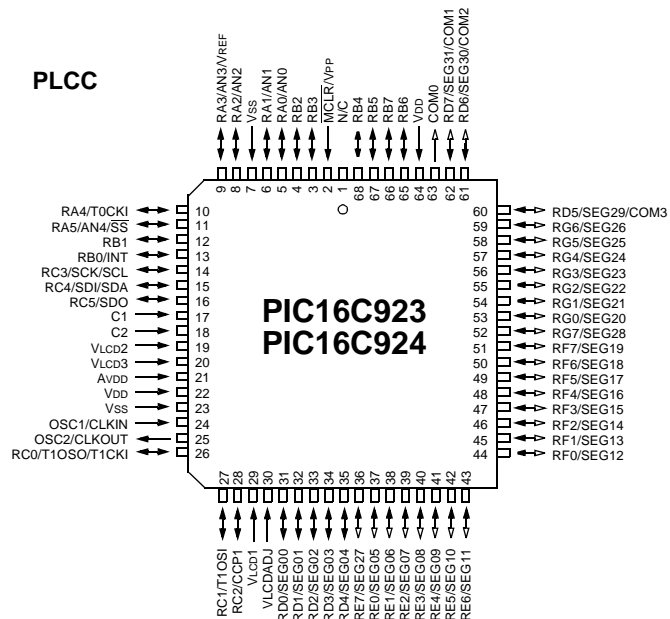 PLCC
RA3/AN3/VREF
RA2/AN2
VSS
RA1/AN1
RA0/AN0
RB2
RB3
MCLR/VPP
N/C
RB4
RB5
RB7
RB6
VDD
COM0
RD7/SEG31/COM1
RD6/SEG30/COM2
9 8 7 6 5 4 3 2 1 68 67 66 65 64 63 62 61
RA4/T0CKI 10
RA5/AN4/SS 11
RB1 12
RB0/INT 13
RC3/SCK/SCL 14
RC4/SDI/SDA 15
RC5/SDO 16
C1 17
C2 18
VLCD2 19
VLCD3 20
AVDD 21
VDD 22
VSS 23
OSC1/CLKIN 24
OSC2/CLKOUT 25
RC0/T1OSO/T1CKI 26
PIC16C923
PIC16C924
60 RD5/SEG29/COM3
59 RG6/SEG26
58 RG5/SEG25
57 RG4/SEG24
56 RG3/SEG23
55 RG2/SEG22
54 RG1/SEG21
53 RG0/SEG20
52 RG7/SEG28
51 RF7/SEG19
50 RF6/SEG18
49 RF5/SEG17
48 RF4/SEG16
47 RF3/SEG15
46 RF2/SEG14
45 RF1/SEG13
44 RF0/SEG12
27 28 29 30 31 32 33 34 35 36 37 38 39 40 41 42 43
RC1/T1OSI
RC2/CCP1
VLCD1
VLCDADJ
RD0/SEG00
RD1/SEG01
RD2/SEG02
RD3/SEG03
RD4/SEG04
RE7/SEG27
RE0/SEG05
RE1/SEG06
RE2/SEG07
RE3/SEG08
RE4/SEG09
RE5/SEG10
RE6/SEG11